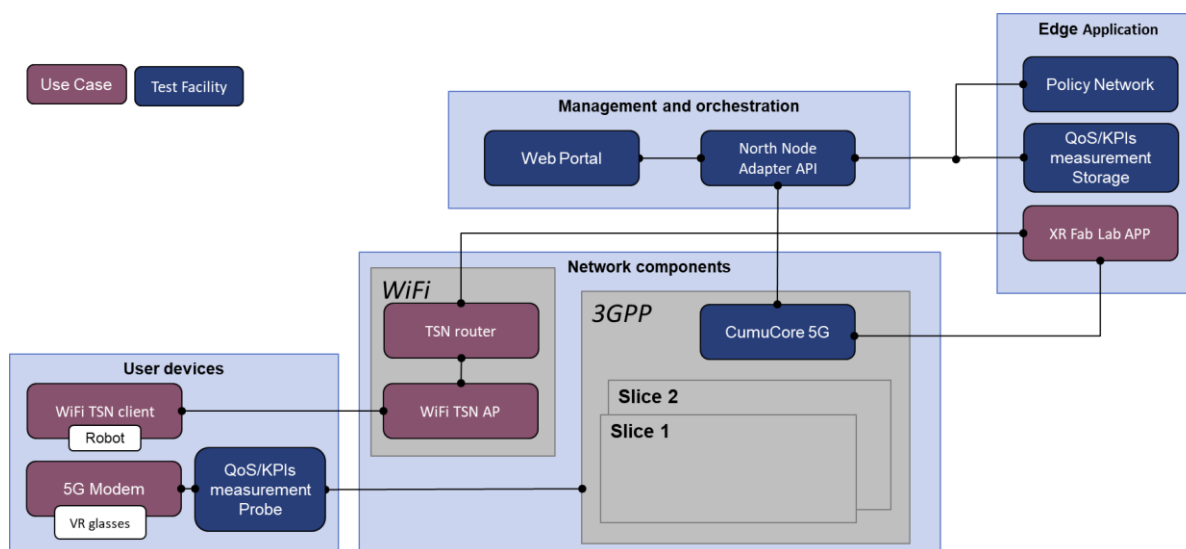 Use Case
Test Facility
Management and orchestration
Web Portal
North Node
Adapter API
Edge Application
Policy Network
QoS/KPIs
measurement
Storage
XR Fab Lab APP
Network components
WiFi
TSN router
WiFi TSN AP
3GPP
CumuCore 5G
Slice 2
Slice 1
User devices
WiFi TSN client
Robot
5G Modem
VR glasses
QoS/KPIs
measurement
Probe